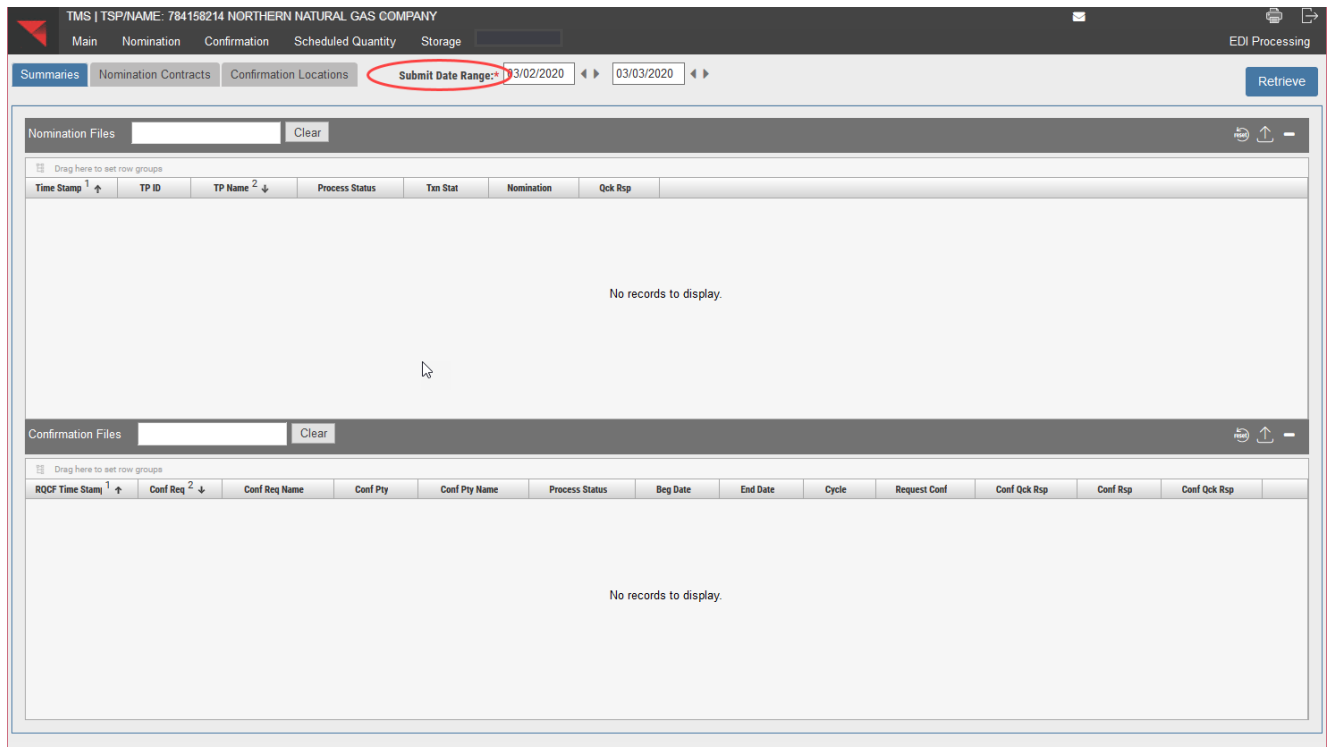 TMS | TSP/NAME: 784158214 NORTHERN NATURAL GAS COMPANY
Main Nomination Confirmation Scheduled Quantity Storage EDI Processing
Summaries Nomination Contracts Confirmation Locations Submit Date Range:* 03/02/2020 03/03/2020 Retrieve
Nomination Files Clear reset
Drag here to set row groups
Time Stamp 1 ↑ TP ID TP Name 2 ↓ Process Status Txn Stat Nomination Qck Rsp
No records to display.
Confirmation Files Clear reset
Drag here to set row groups
RQCF Time Stamp 1 ↑ Conf Req 2 ↓ Conf Req Name Conf Pty Conf Pty Name Process Status Beg Date End Date Cycle Request Conf Conf Qck Rsp Conf Rsp Conf Qck Rsp
No records to display.